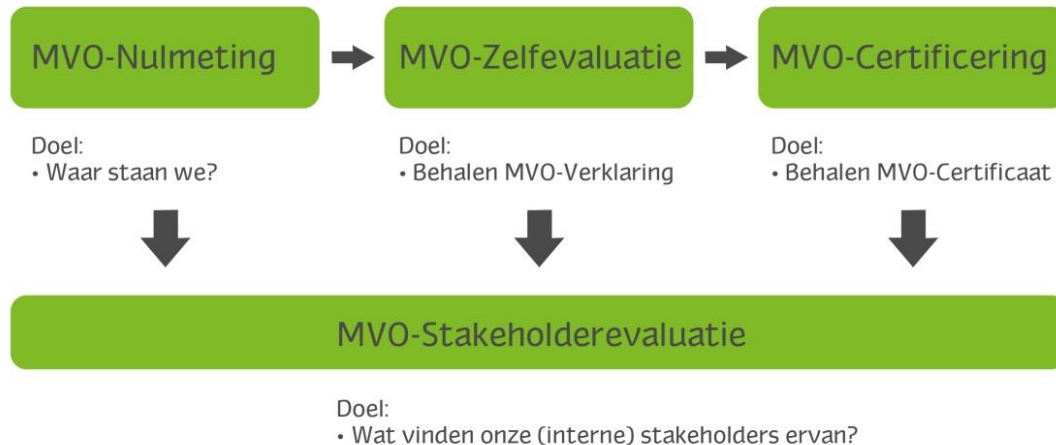 MVO-Nulmeting
MVO-Zelfevaluatie
MVO-Certificering
Doel:
• Waar staan we?
Doel:
• Behalen MVO-Verklaring
Doel:
• Behalen MVO-Certificaat
MVO-Stakeholderevaluatie
Doel:
• Wat vinden onze (interne) stakeholders ervan?